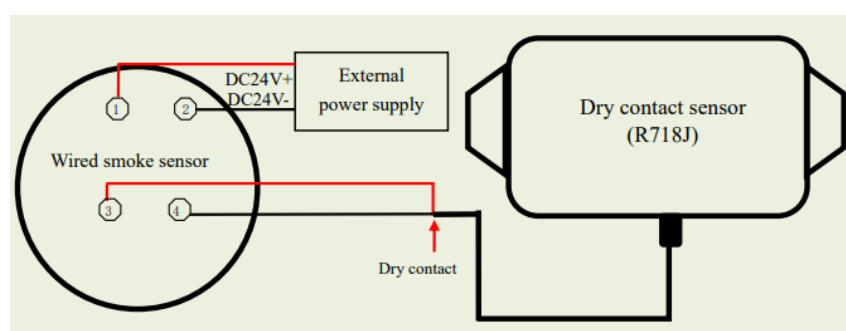 DC24V+
DC24V-
External
power supply
Dry contact sensor
(R718J)
1
2
Wired smoke sensor
3
4
Dry contact